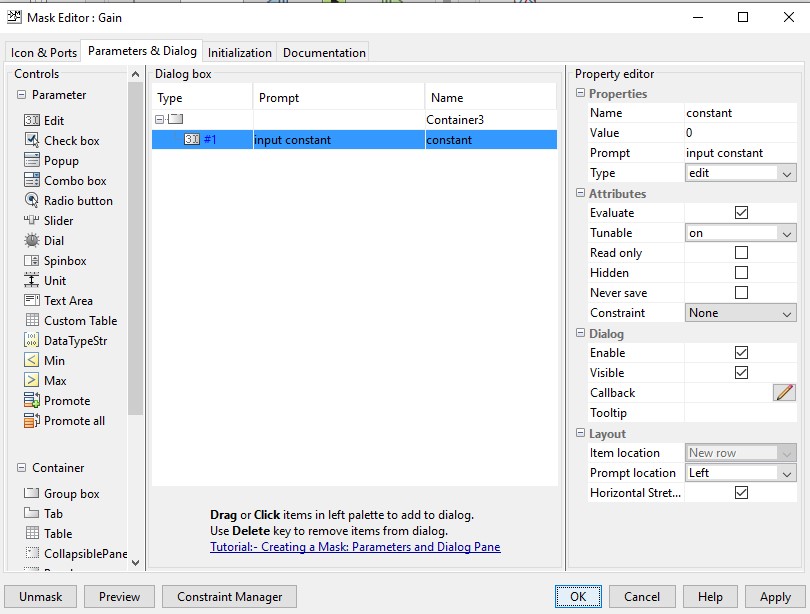 Mask Editor : Gain
Icon & Ports
Parameters & Dialog
Initialization
Documentation
Controls
Parameter
Edit
Check box
Popup
Combo box
Radio button
Slider
Dial
Spinbox
Unit
Text Area
Custom Table
DataTypeStr
Min
Max
Promote
Promote all
Container
Group box
Tab
Table
CollapsiblePane
Dialog box
Type Prompt Name
Container3
#1 input constant constant
Drag or Click items in left palette to add to dialog.
Use Delete key to remove items from dialog.
Tutorial:- Creating a Mask: Parameters and Dialog Pane
Property editor
Properties
Name constant
Value 0
Prompt input constant
Type edit
Attributes
Evaluate
Tunable on
Read only
Hidden
Never save
Constraint None
Dialog
Enable
Visible
Callback
Tooltip
Layout
Item location New row
Prompt location Left
Horizontal Stret...
Unmask Preview Constraint Manager OK Cancel Help Apply